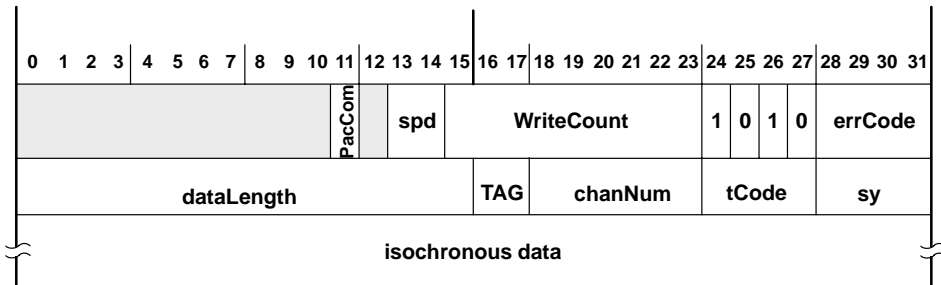 0 1 2 3 4 5 6 7 8 9 10 11 12 13 14 15 16 17 18 19 20 21 22 23 24 25 26 27 28 29 30 31
PacCom spd WriteCount 1 0 1 0 errCode
dataLength TAG chanNum tCode sy
isochronous data